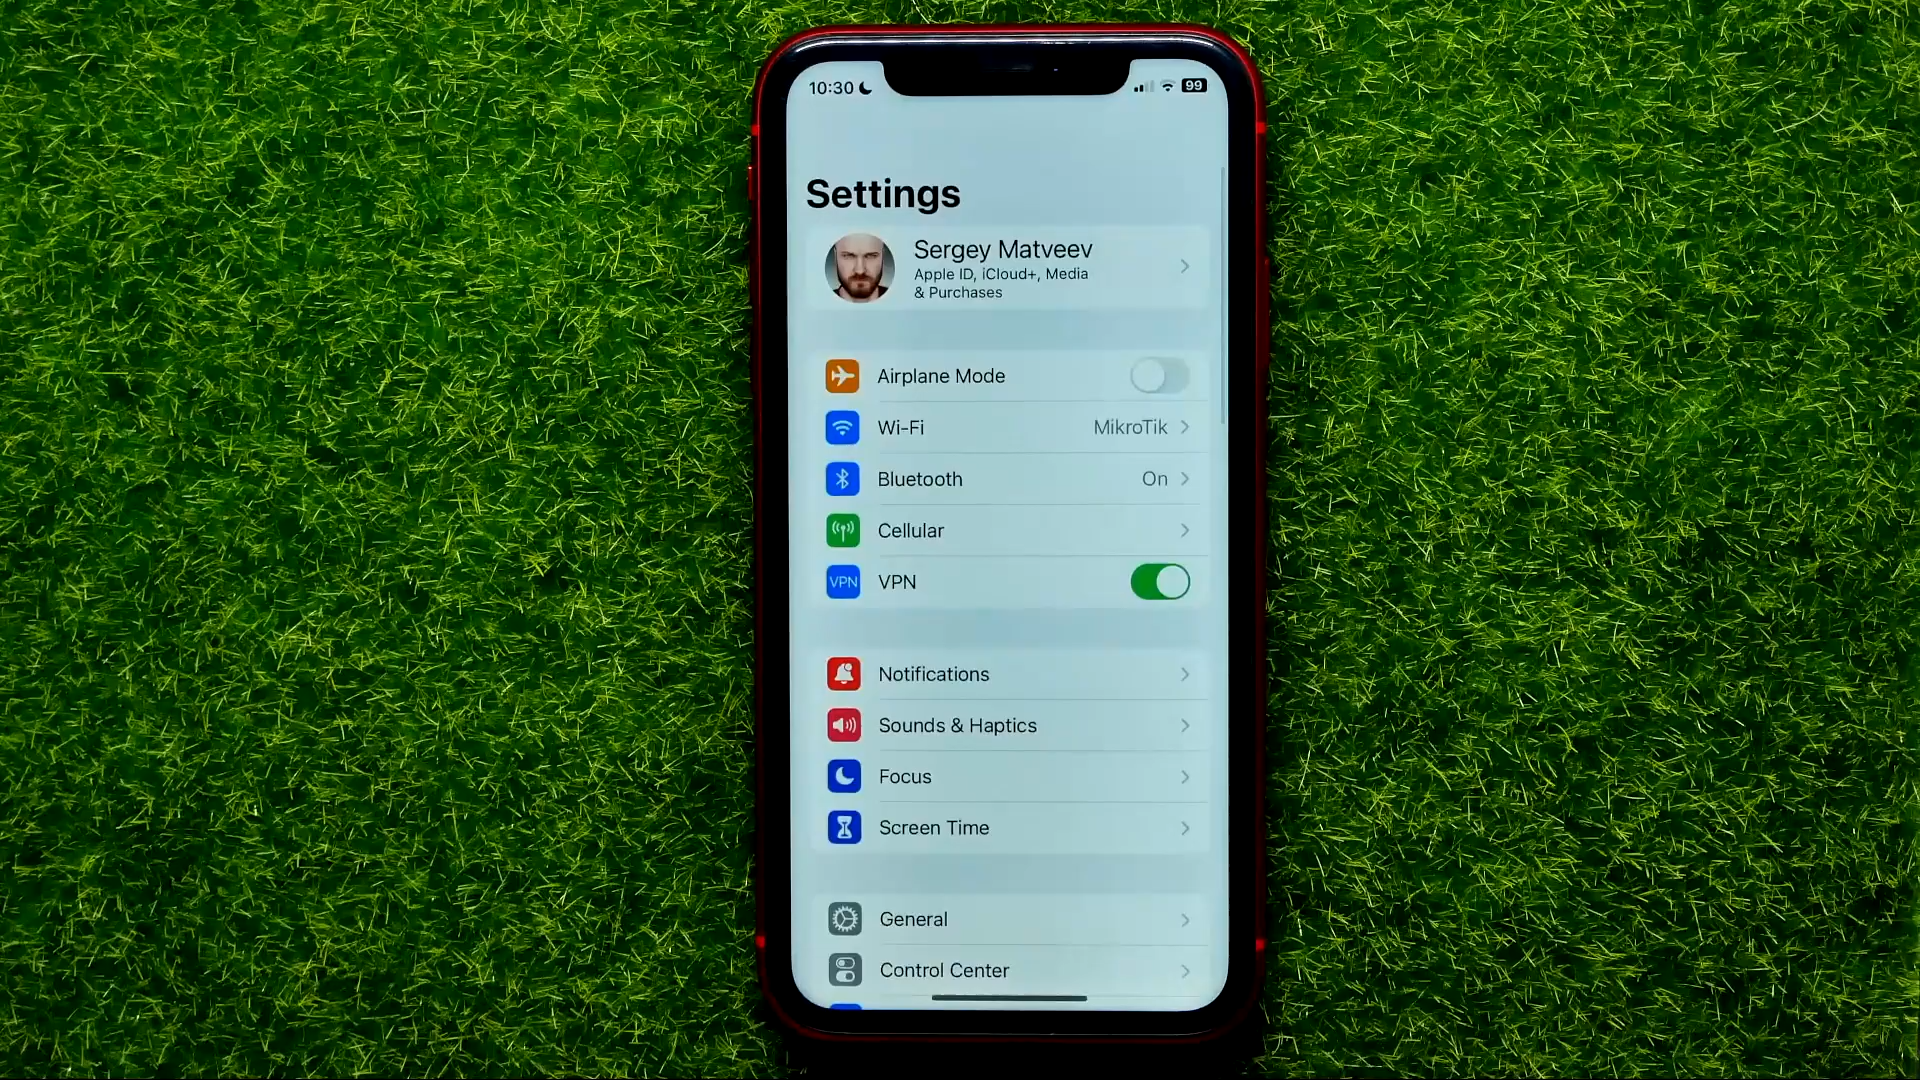 10:30
99
Settings
Sergey Matveev
Apple ID, iCloud+, Media
& Purchases
Airplane Mode
Wi-Fi MikroTik
Bluetooth On
Cellular
VPN VPN
Notifications
Sounds & Haptics
Focus
Screen Time
General
Control Center